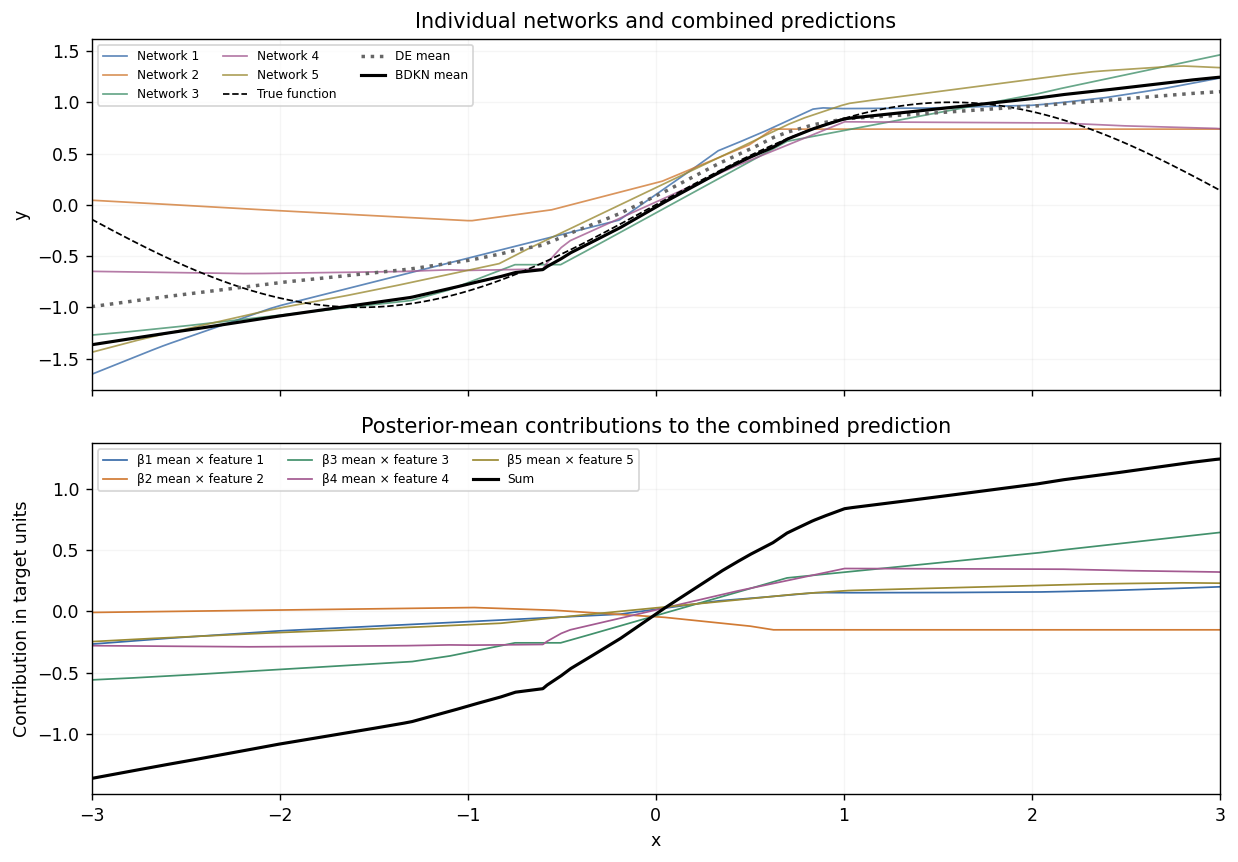 Individual networks and combined predictions
Network 1 Network 4 DE mean
Network 2 Network 5 BDKN mean
Network 3 True function
1.5
1.0
0.5
0.0
−0.5
−1.0
−1.5
y
Posterior-mean contributions to the combined prediction
β1 mean × feature 1 β3 mean × feature 3 β5 mean × feature 5
β2 mean × feature 2 β4 mean × feature 4 Sum
1.0
0.5
0.0
−0.5
−1.0
Contribution in target units
−3 −2 −1 0 1 2 3
x